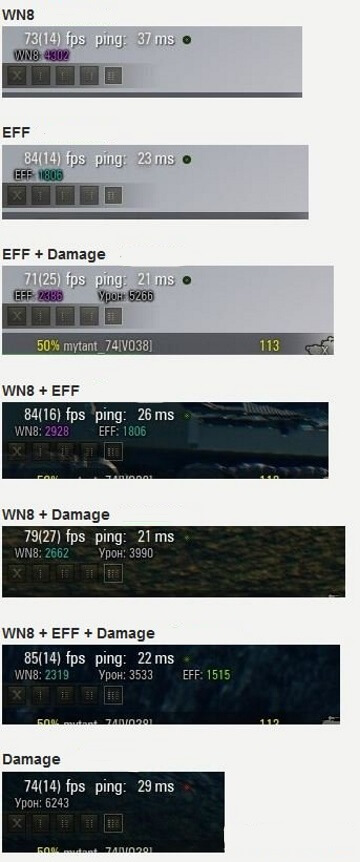 WN8
73(14) fps ping: 37 ms
WN8: 4302
EFF
84(14) fps ping: 23 ms
EFF: 1806
EFF + Damage
71(25) fps ping: 21 ms
EFF: 2386 Урон: 5266
50% mytant_74[VO38] 113
WN8 + EFF
84(16) fps ping: 26 ms
WN8: 2928 EFF: 1806
WN8 + Damage
79(27) fps ping: 21 ms
WN8: 2662 Урон: 3990
WN8 + EFF + Damage
85(14) fps ping: 22 ms
WN8: 2319 Урон: 3533 EFF: 1515
50% mytant_74[VO38] 113
Damage
74(14) fps ping: 29 ms
Урон: 6243
50% mytant_74[VO38]